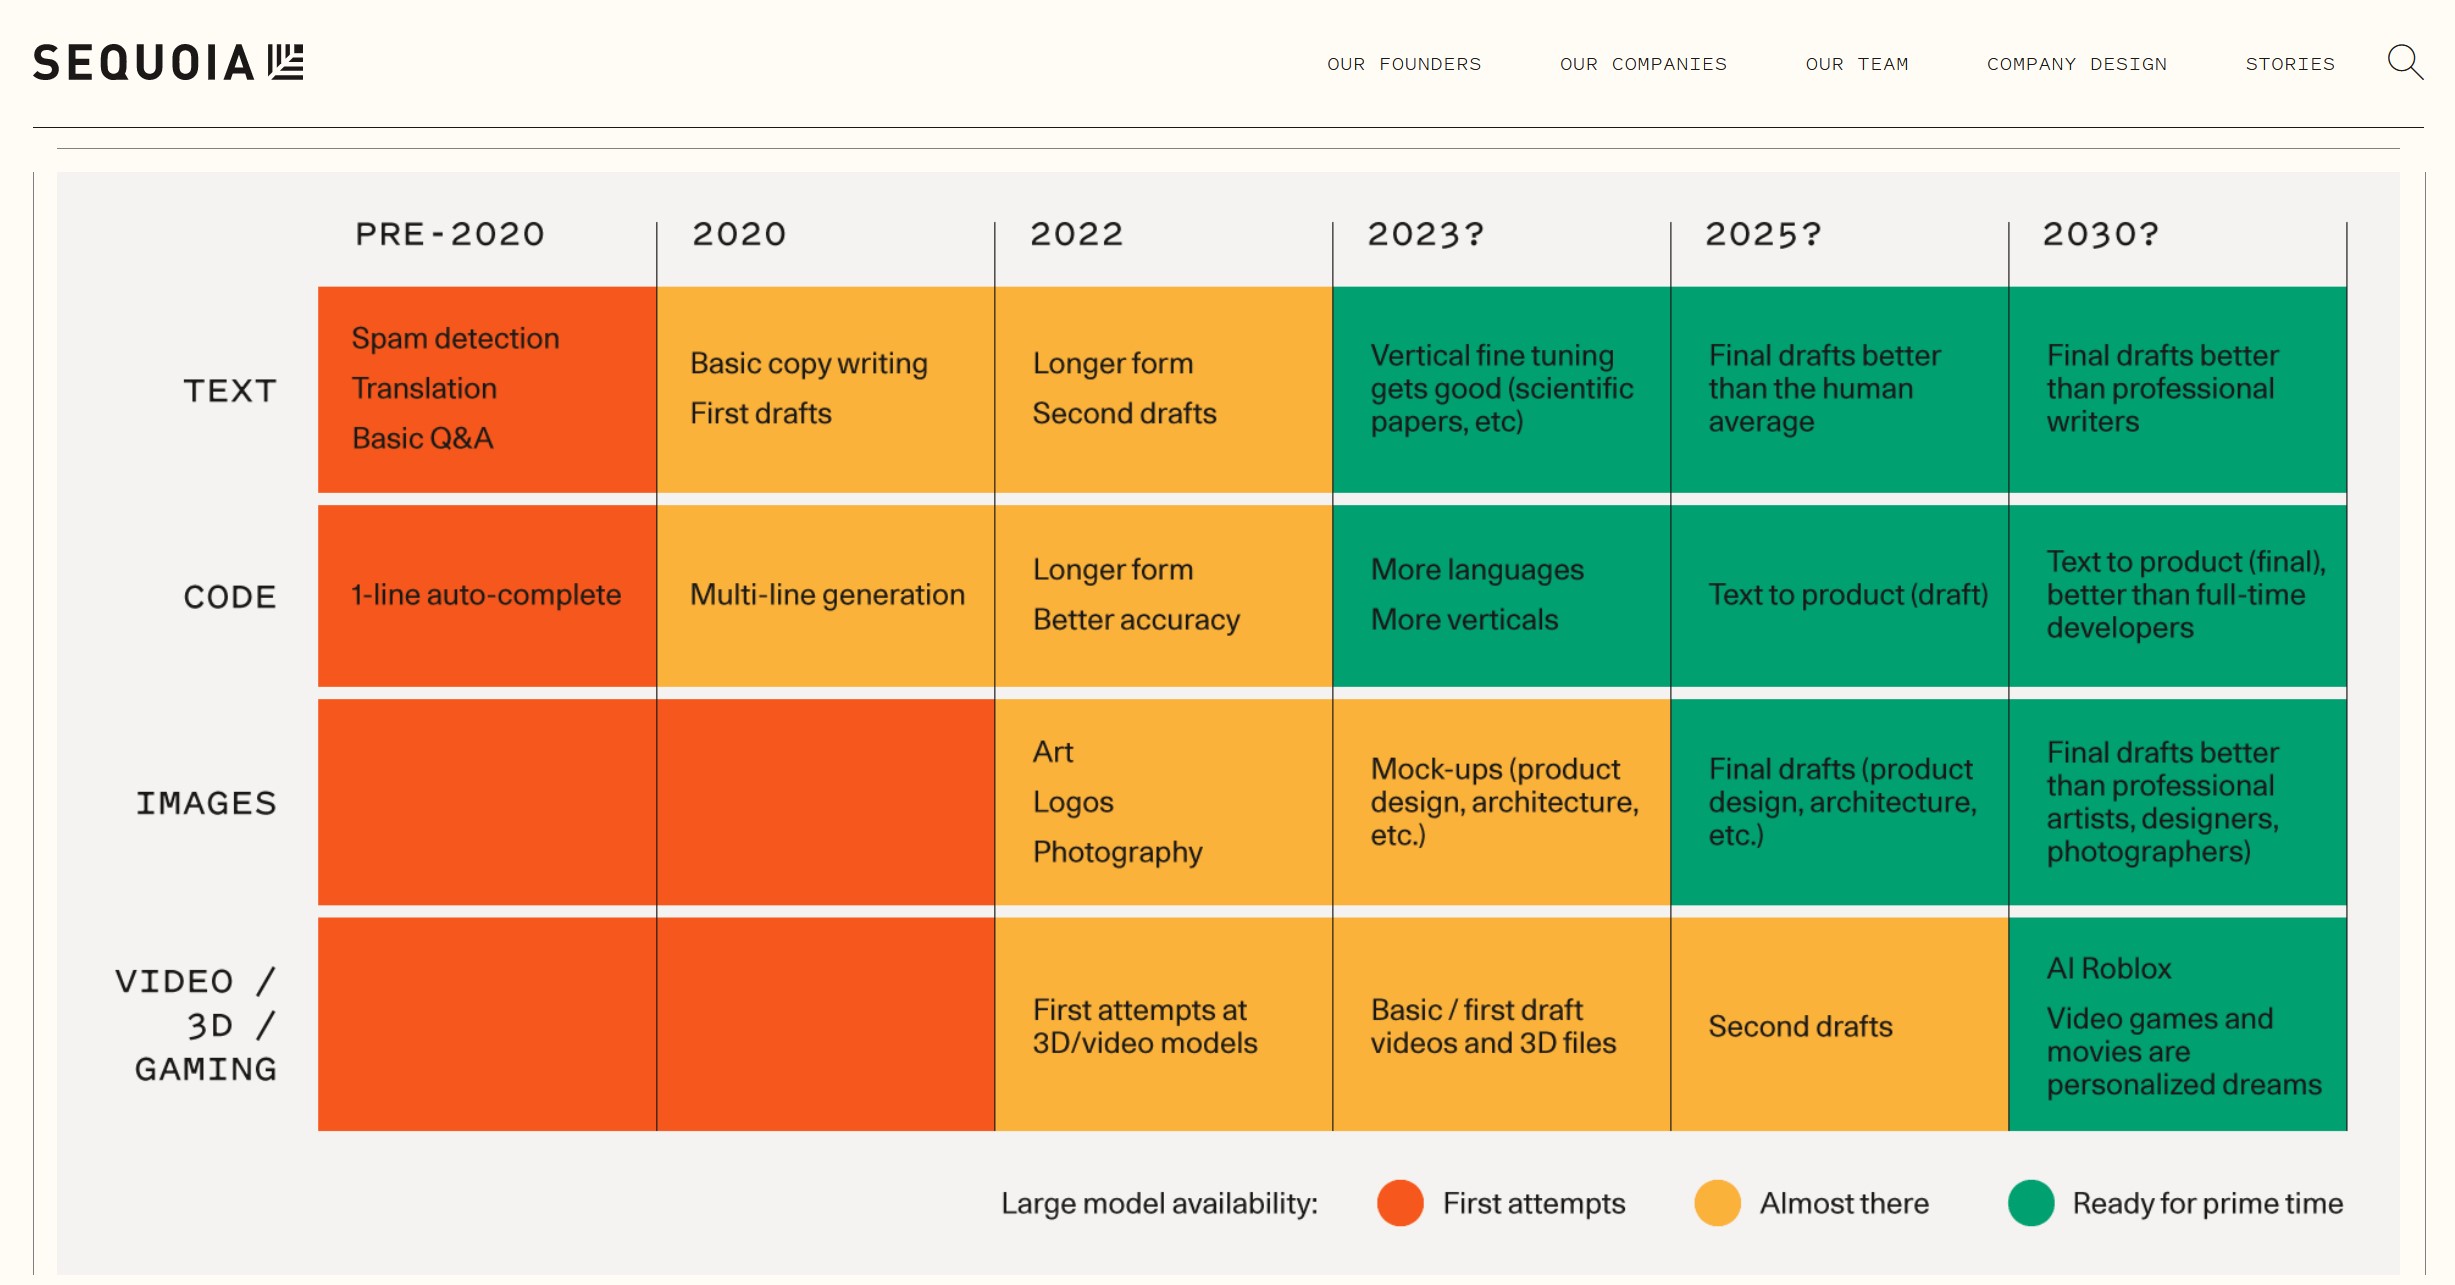 SEQUOIA
OUR FOUNDERS
OUR COMPANIES
OUR TEAM
COMPANY DESIGN
STORIES
PRE-2020
2020
2022
2023?
2025?
2030?
TEXT
Spam detection
Translation
Basic Q&A
Basic copy writing
First drafts
Longer form
Second drafts
Vertical fine tuning
gets good (scientific
papers, etc)
Final drafts better
than the human
average
Final drafts better
than professional
writers
CODE
1-line auto-complete
Multi-line generation
Longer form
Better accuracy
More languages
More verticals
Text to product (draft)
Text to product (final),
better than full-time
developers
IMAGES
Art
Logos
Photography
Mock-ups (product
design, architecture,
etc.)
Final drafts (product
design, architecture,
etc.)
Final drafts better
than professional
artists, designers,
photographers)
VIDEO /
3D /
GAMING
First attempts at
3D/video models
Basic / first draft
videos and 3D files
Second drafts
AI Roblox
Video games and
movies are
personalized dreams
Large model availability:
First attempts
Almost there
Ready for prime time